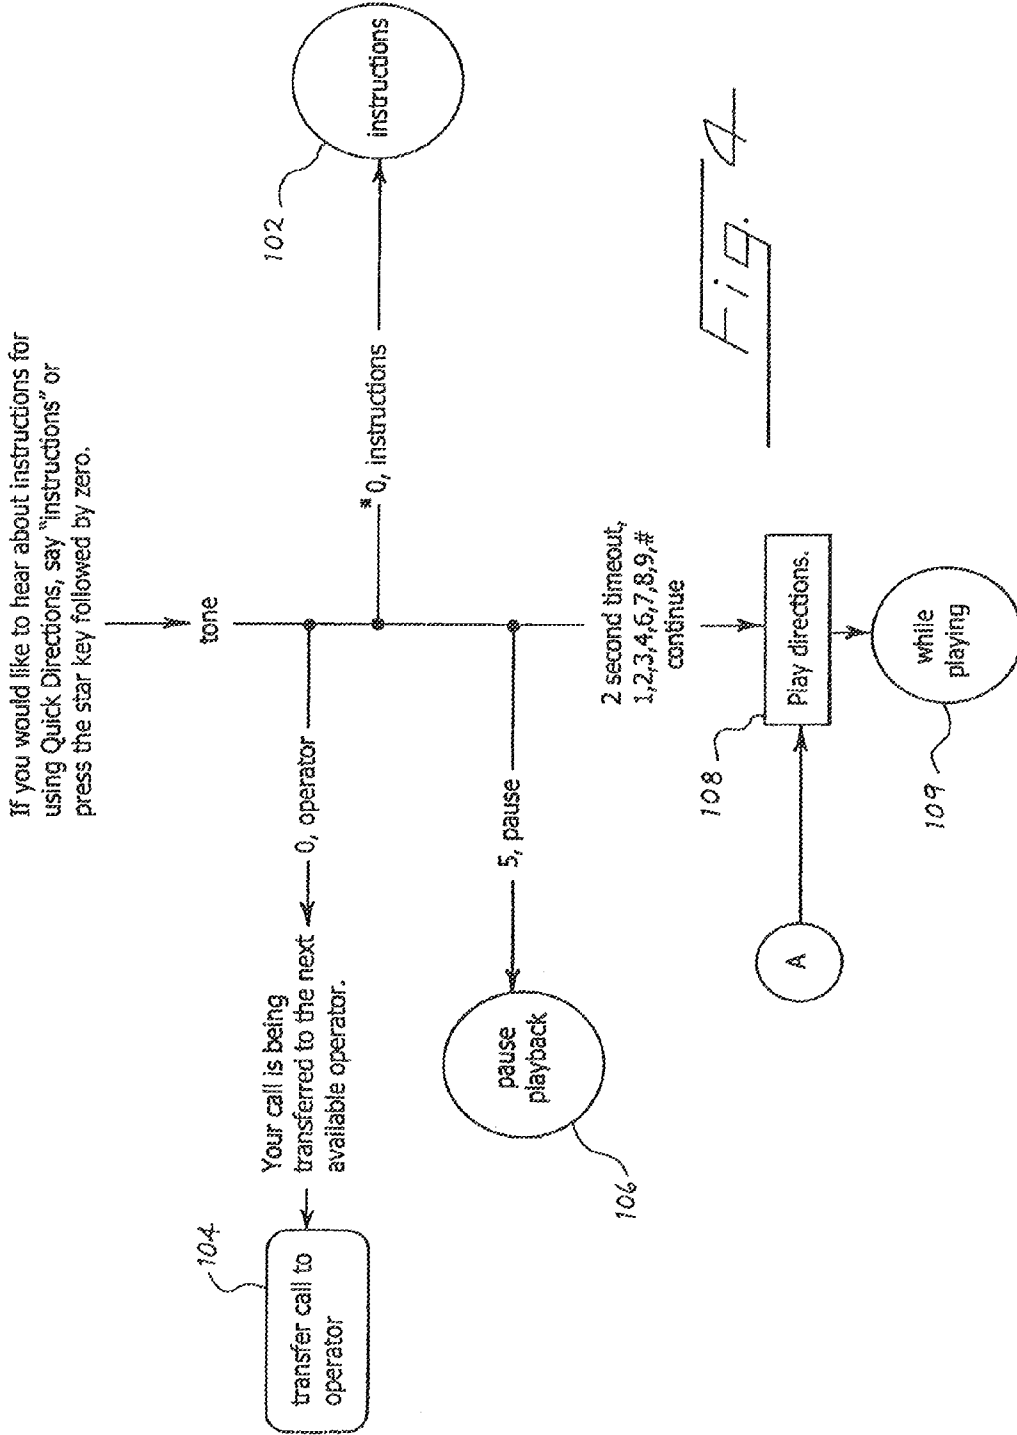 If you would like to hear about instructions for
using Quick Directions, say "instructions" or
press the star key followed by zero.
tone
0, operator
Your call is being
transferred to the next
available operator.
104
transfer call to
operator
*0, instructions
102
instructions
5, pause
pause
playback
106
2 second timeout,
1,2,3,4,6,7,8,9,#
continue
108
Play directions.
A
while
playing
109
Fig. 4